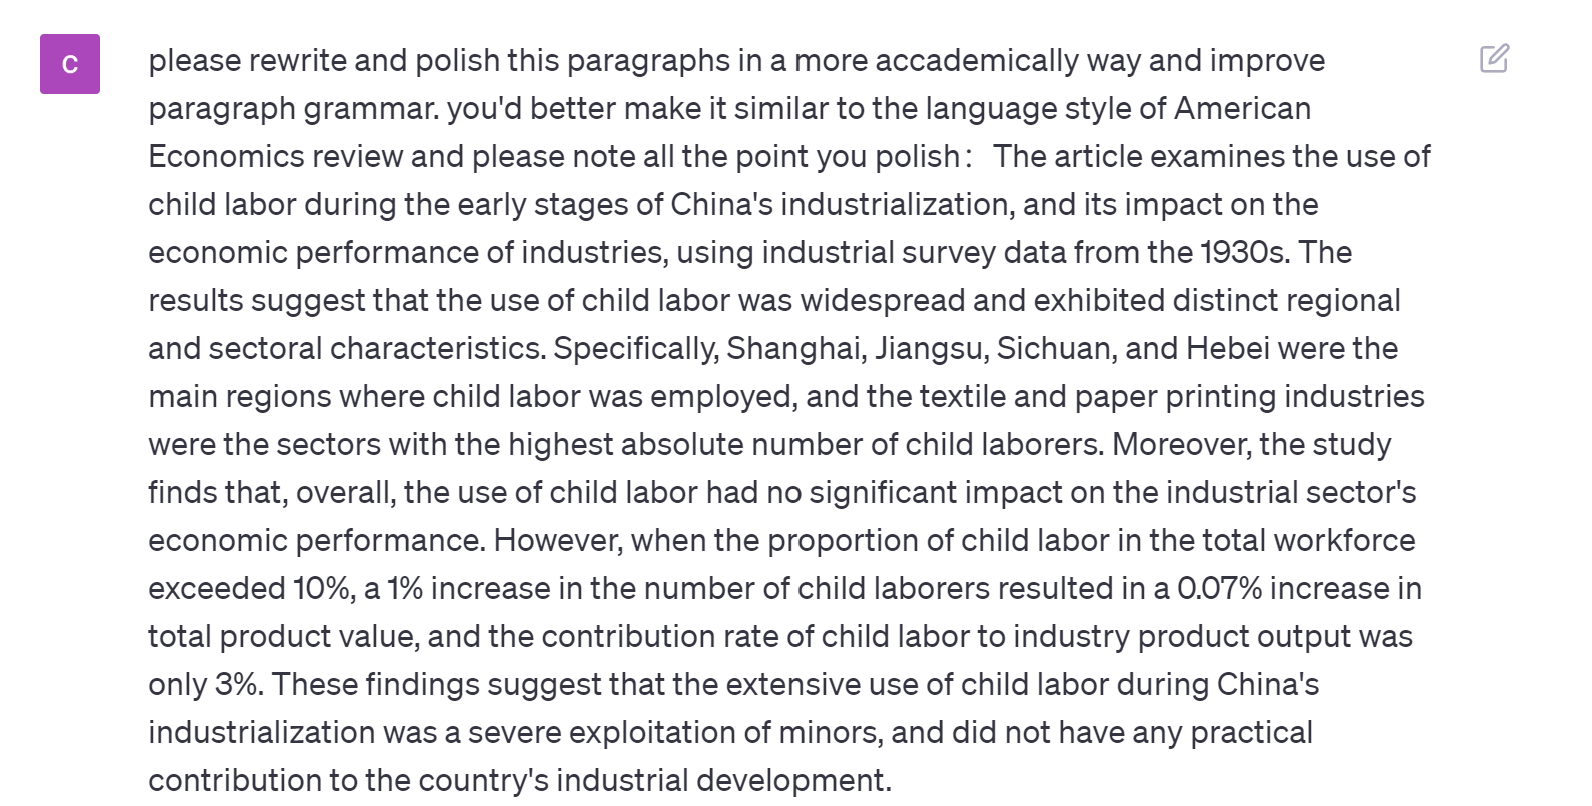 C
please rewrite and polish this paragraphs in a more accademically way and improve
paragraph grammar. you'd better make it similar to the language style of American
Economics review and please note all the point you polish： The article examines the use of
child labor during the early stages of China's industrialization, and its impact on the
economic performance of industries, using industrial survey data from the 1930s. The
results suggest that the use of child labor was widespread and exhibited distinct regional
and sectoral characteristics. Specifically, Shanghai, Jiangsu, Sichuan, and Hebei were the
main regions where child labor was employed, and the textile and paper printing industries
were the sectors with the highest absolute number of child laborers. Moreover, the study
finds that, overall, the use of child labor had no significant impact on the industrial sector's
economic performance. However, when the proportion of child labor in the total workforce
exceeded 10%, a 1% increase in the number of child laborers resulted in a 0.07% increase in
total product value, and the contribution rate of child labor to industry product output was
only 3%. These findings suggest that the extensive use of child labor during China's
industrialization was a severe exploitation of minors, and did not have any practical
contribution to the country's industrial development.